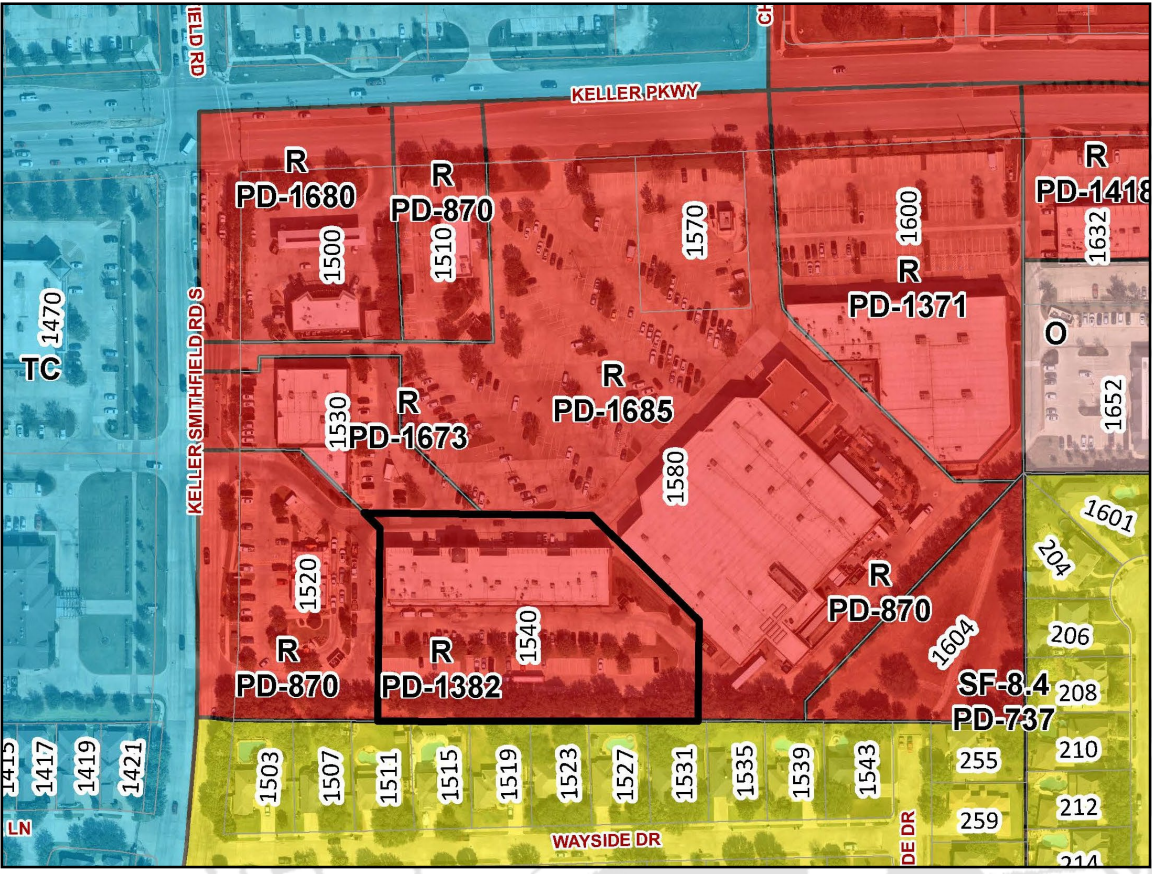 IELD RD
CH
KELLER PKWY
R
PD-1680
R
PD-870
R
PD-1418
1500
1510
1570
1600
1632
R
PD-1371
1470
TC
KELLER SMITHFIELD RD S
O
1530
R
PD-1673
R
PD-1685
1652
1580
1601
204
1520
R
PD-870
1540
1604
206
R
PD-870
R
PD-1382
SF-8.4
PD-737
208
1415
1417
1419
1421
1503
1507
1511
1515
1519
1523
1527
1531
1535
1539
1543
255
210
259
212
LN
WAYSIDE DR
DE DR
214